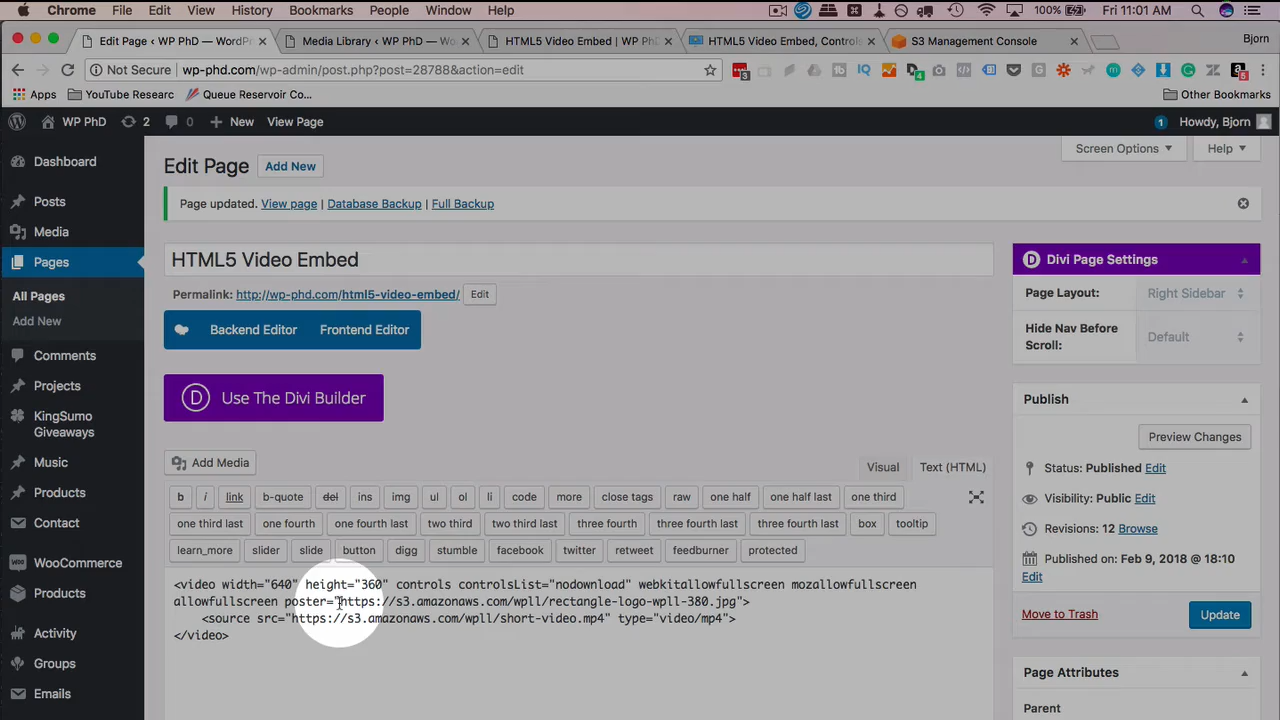 Chrome File Edit View History Bookmarks People Window Help 100% Fri 11:01 AM
Edit Page ‹ WP PhD — WordPr Media Library ‹ WP PhD — Wo HTML5 Video Embed | WP PhD HTML5 Video Embed, Control S3 Management Console Bjorn
Not Secure wp-phd.com/wp-admin/post.php?post=28788&action=edit
Apps YouTube Researc Queue Reservoir Co... Other Bookmarks
WP PhD 2 0 New View Page 1 Howdy, Bjorn
Dashboard
Posts
Media
Pages
All Pages
Add New
Comments
Projects
KingSumo
Giveaways
Music
Products
Contact
WooCommerce
Products
Activity
Groups
Emails
Edit Page Add New
Screen Options Help
Page updated. View page | Database Backup | Full Backup
HTML5 Video Embed
Permalink: http://wp-phd.com/html5-video-embed/ Edit
Backend Editor Frontend Editor
D Use The Divi Builder
Add Media
Visual Text (HTML)
b i link b-quote del ins img ul ol li code more close tags raw one half one half last one third
one third last one fourth one fourth last two third two third last three fourth three fourth last three fourth last box tooltip
learn_more slider slide button digg stumble facebook twitter retweet feedburner protected
<video width="640" height="360" controls controlsList="nodownload" webkitallowfullscreen mozallowfullscreen
allowfullscreen poster="https://s3.amazonaws.com/wpll/rectangle-logo-wpll-380.jpg">
<source src="https://s3.amazonaws.com/wpll/short-video.mp4" type="video/mp4">
</video>
D Divi Page Settings
Page Layout: Right Sidebar
Hide Nav Before
Scroll: Default
Publish
Preview Changes
Status: Published Edit
Visibility: Public Edit
Revisions: 12 Browse
Published on: Feb 9, 2018 @ 18:10
Edit
Move to Trash Update
Page Attributes
Parent